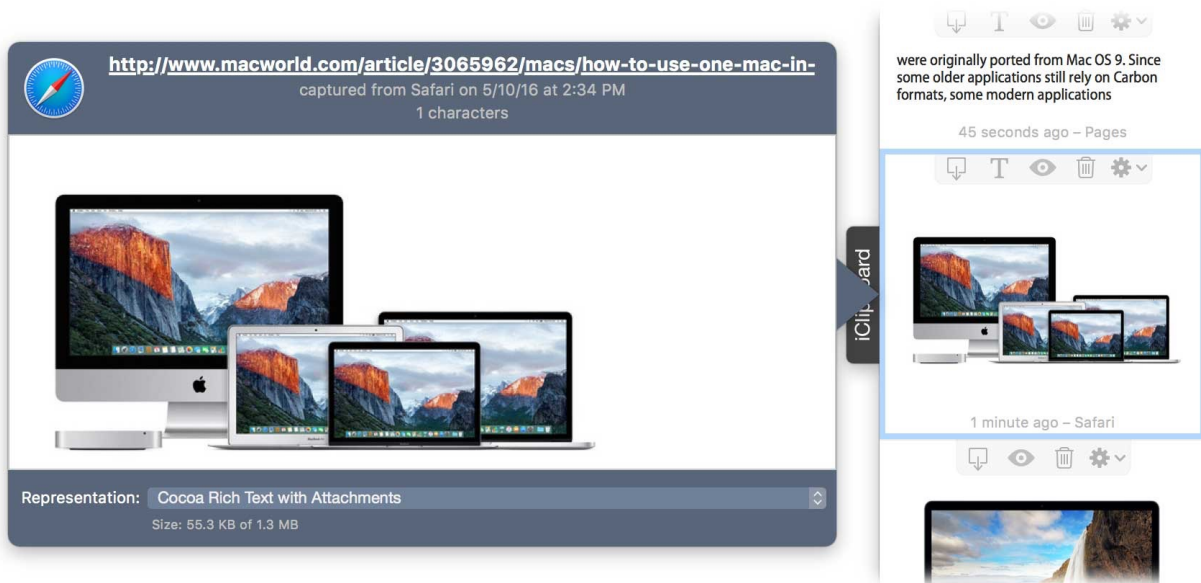 http://www.macworld.com/article/3065962/macs/how-to-use-one-mac-in-
captured from Safari on 5/10/16 at 2:34 PM
1 characters
Representation: Cocoa Rich Text with Attachments
Size: 55.3 KB of 1.3 MB
were originally ported from Mac OS 9. Since
some older applications still rely on Carbon
formats, some modern applications
45 seconds ago – Pages
T
1 minute ago – Safari